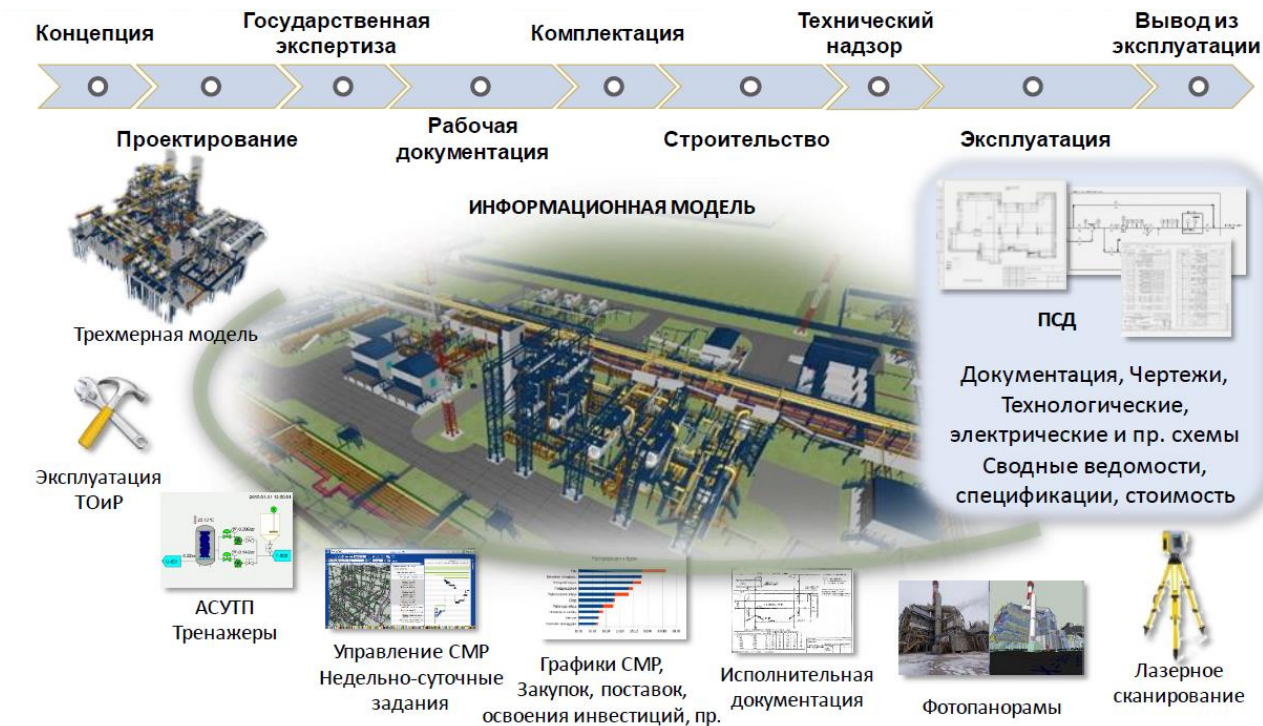 Концепция
Государственная
экспертиза
Комплектация
Технический
надзор
Вывод из
эксплуатации
Проектирование
Рабочая
документация
Строительство
Эксплуатация
ИНФОРМАЦИОННАЯ МОДЕЛЬ
Трехмерная модель
ПСД
Документация, Чертежи,
Технологические,
электрические и пр. схемы
Сводные ведомости,
спецификации, стоимость
Эксплуатация
ТОиР
АСУТП
Тренажеры
Управление СМР
Недельно-суточные
задания
Графики СМР,
Закупок, поставок,
освоения инвестиций, пр.
Исполнительная
документация
Фотопанорамы
Лазерное
сканирование